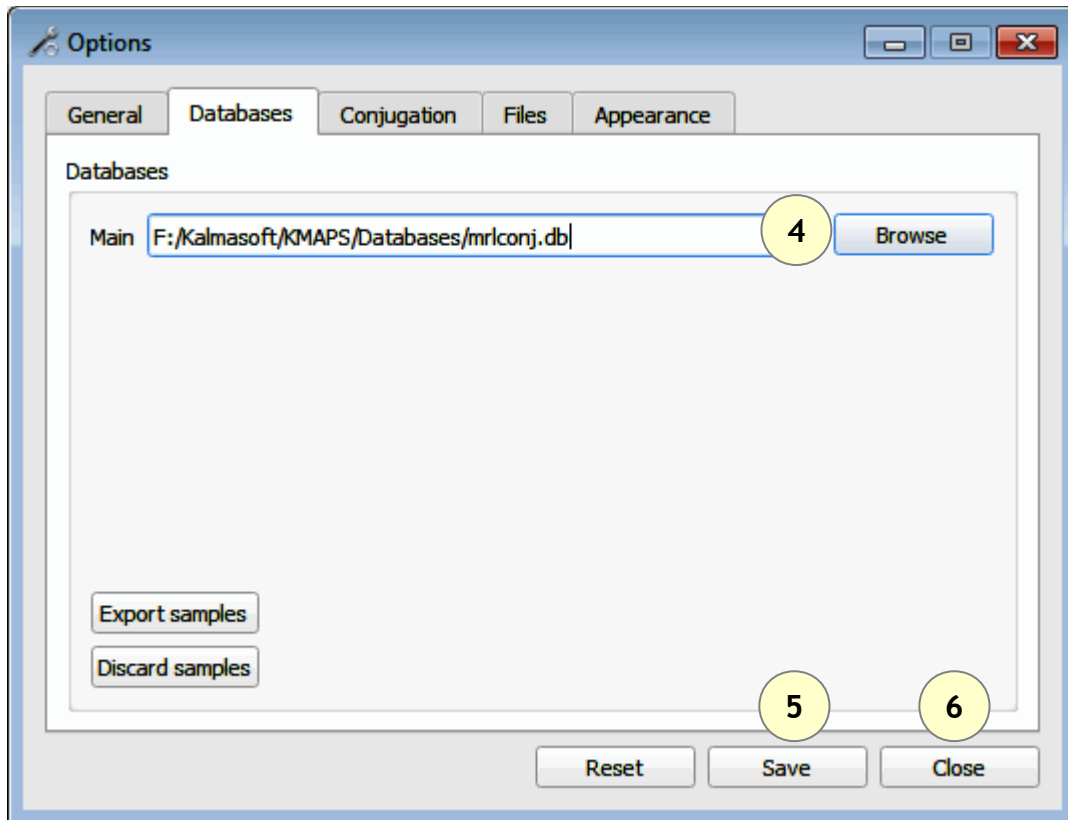 Options
General Databases Conjugation Files Appearance
Databases
Main F:/Kalmasoft/KMAPS/Databases/mrlconj.db 4 Browse
Export samples
Discard samples
5 6
Reset Save Close